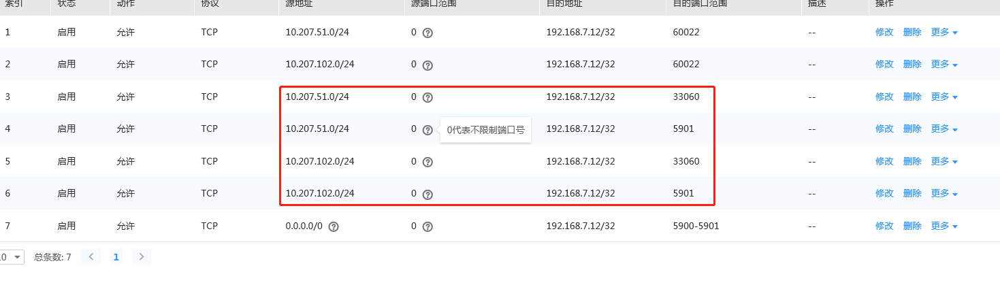 索引 状态 动作 协议 源地址 源端口范围 目的地址 目的端口范围 描述 操作
1 启用 允许 TCP 10.207.51.0/24 0 ? 192.168.7.12/32 60022 -- 修改 删除 更多
2 启用 允许 TCP 10.207.102.0/24 0 ? 192.168.7.12/32 60022 -- 修改 删除 更多
3 启用 允许 TCP 10.207.51.0/24 0 ? 192.168.7.12/32 33060 -- 修改 删除 更多
4 启用 允许 TCP 10.207.51.0/24 0 ? 0代表不限制端口号 192.168.7.12/32 5901 -- 修改 删除 更多
5 启用 允许 TCP 10.207.102.0/24 0 ? 192.168.7.12/32 33060 -- 修改 删除 更多
6 启用 允许 TCP 10.207.102.0/24 0 ? 192.168.7.12/32 5901 -- 修改 删除 更多
7 启用 允许 TCP 0.0.0.0/0 ? 0 ? 192.168.7.12/32 5900-5901 -- 修改 删除 更多
0 总条数: 7 < 1 >